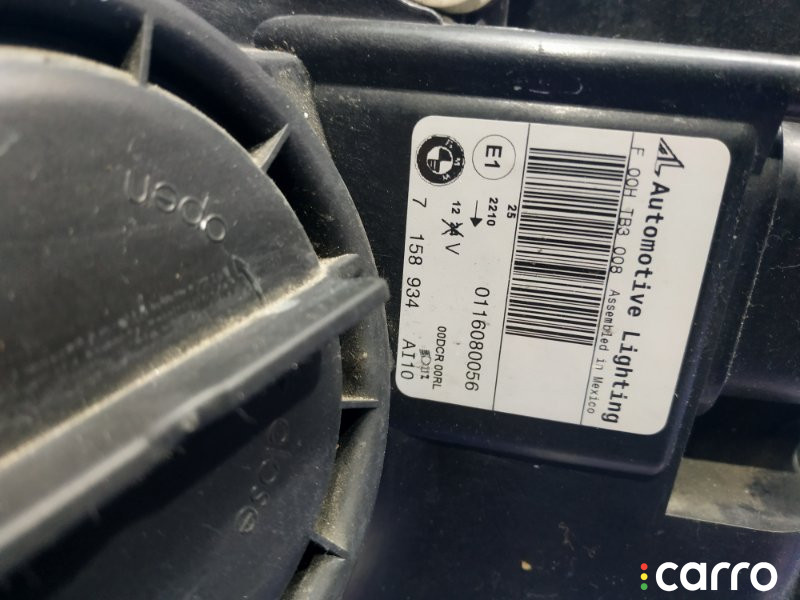 Automotive Lighting
F 00H TB3 008 Assembled in Mexico
E1
25
2210
12 24 V
7 158 934
0116080056
00DCR 00RL
AI10
open
close
carro